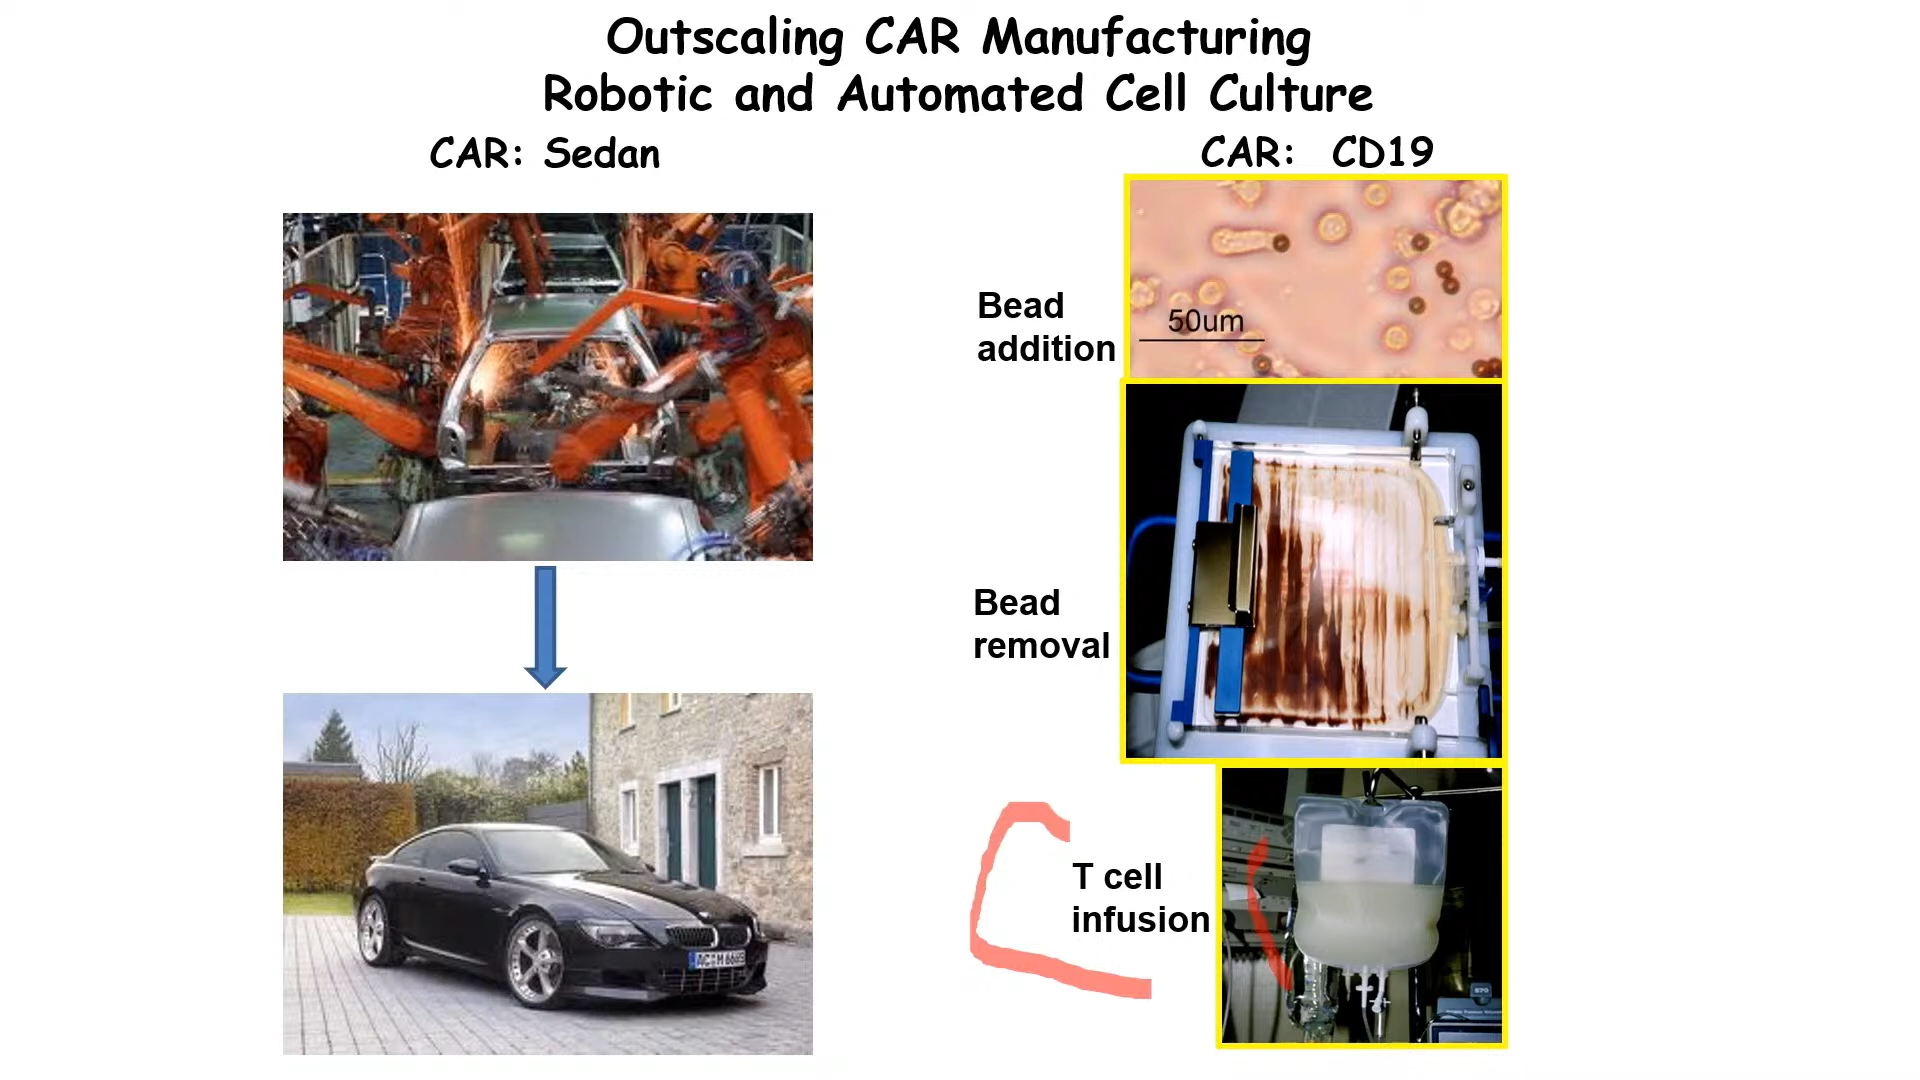 Outscaling CAR Manufacturing
Robotic and Automated Cell Culture
CAR: Sedan
CAR: CD19
Bead
addition
50um
Bead
removal
T cell
infusion